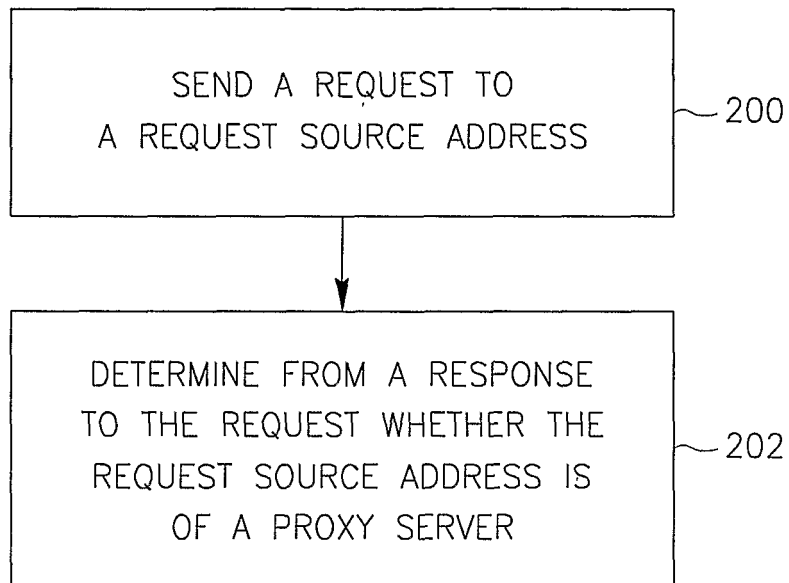 SEND A REQUEST TO
A REQUEST SOURCE ADDRESS
200
DETERMINE FROM A RESPONSE
TO THE REQUEST WHETHER THE
REQUEST SOURCE ADDRESS IS
OF A PROXY SERVER
202